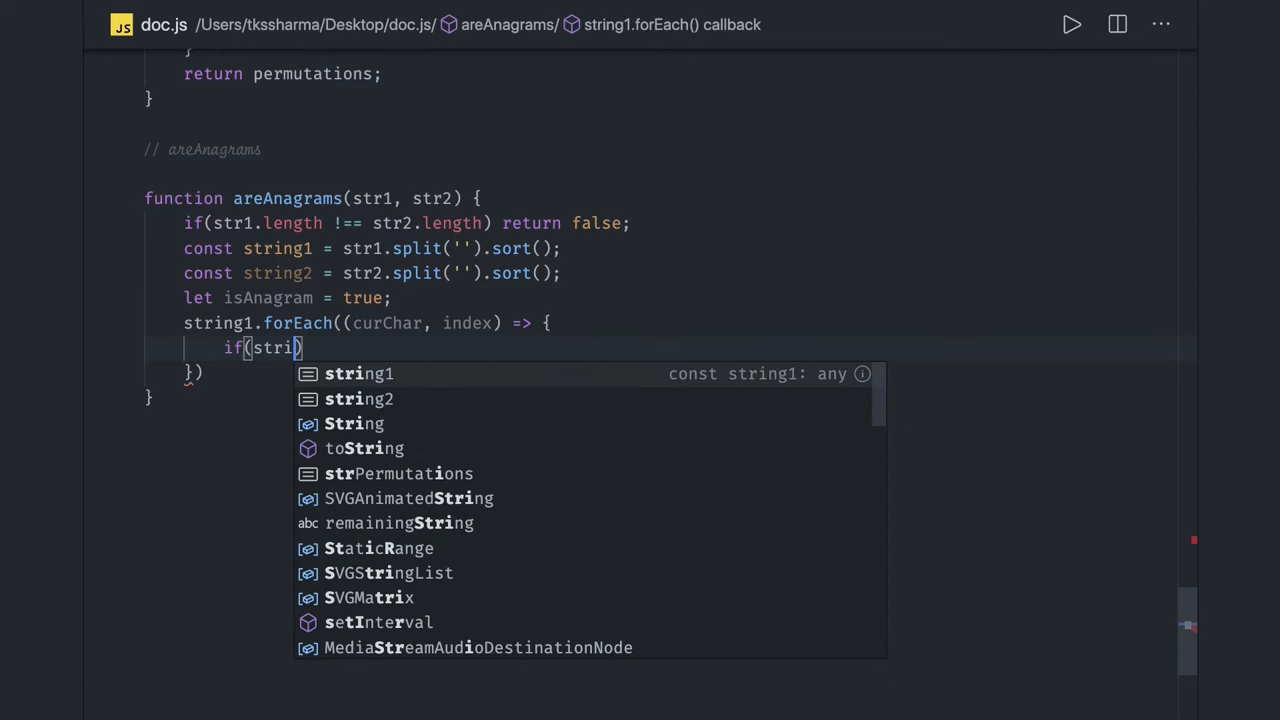 JS doc.js /Users/tkssharma/Desktop/doc.js/ areAnagrams/ string1.forEach() callback
}
return permutations;
}
// areAnagrams
function areAnagrams(str1, str2) {
if(str1.length !== str2.length) return false;
const string1 = str1.split('').sort();
const string2 = str2.split('').sort();
let isAnagram = true;
string1.forEach((curChar, index) => {
if(stri)
})
}
string1 const string1: any
string2
String
toString
strPermutations
SVGAnimatedString
abc remainingString
StaticRange
SVGStringList
SVGMatrix
setInterval
MediaStreamAudioDestinationNode